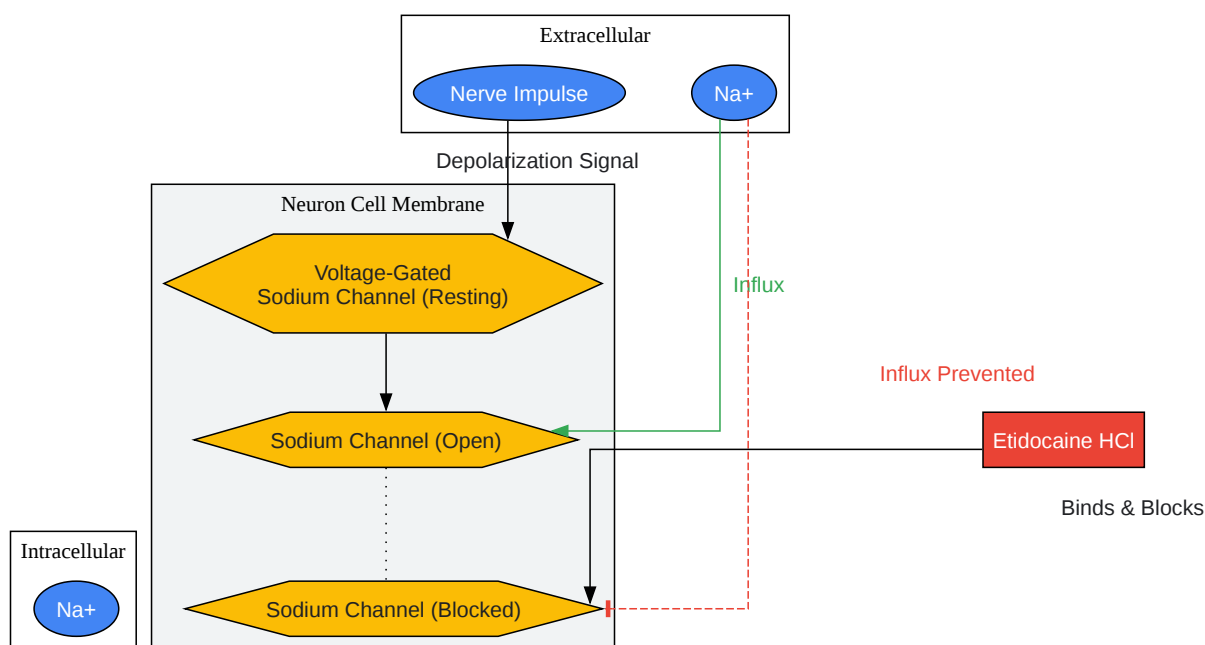 Extracellular
Nerve Impulse
Na+
Depolarization Signal
Neuron Cell Membrane
Voltage-Gated
Sodium Channel (Resting)
Influx
Influx Prevented
Sodium Channel (Open)
Etidocaine HCl
Binds & Blocks
Intracellular
Na+
Sodium Channel (Blocked)